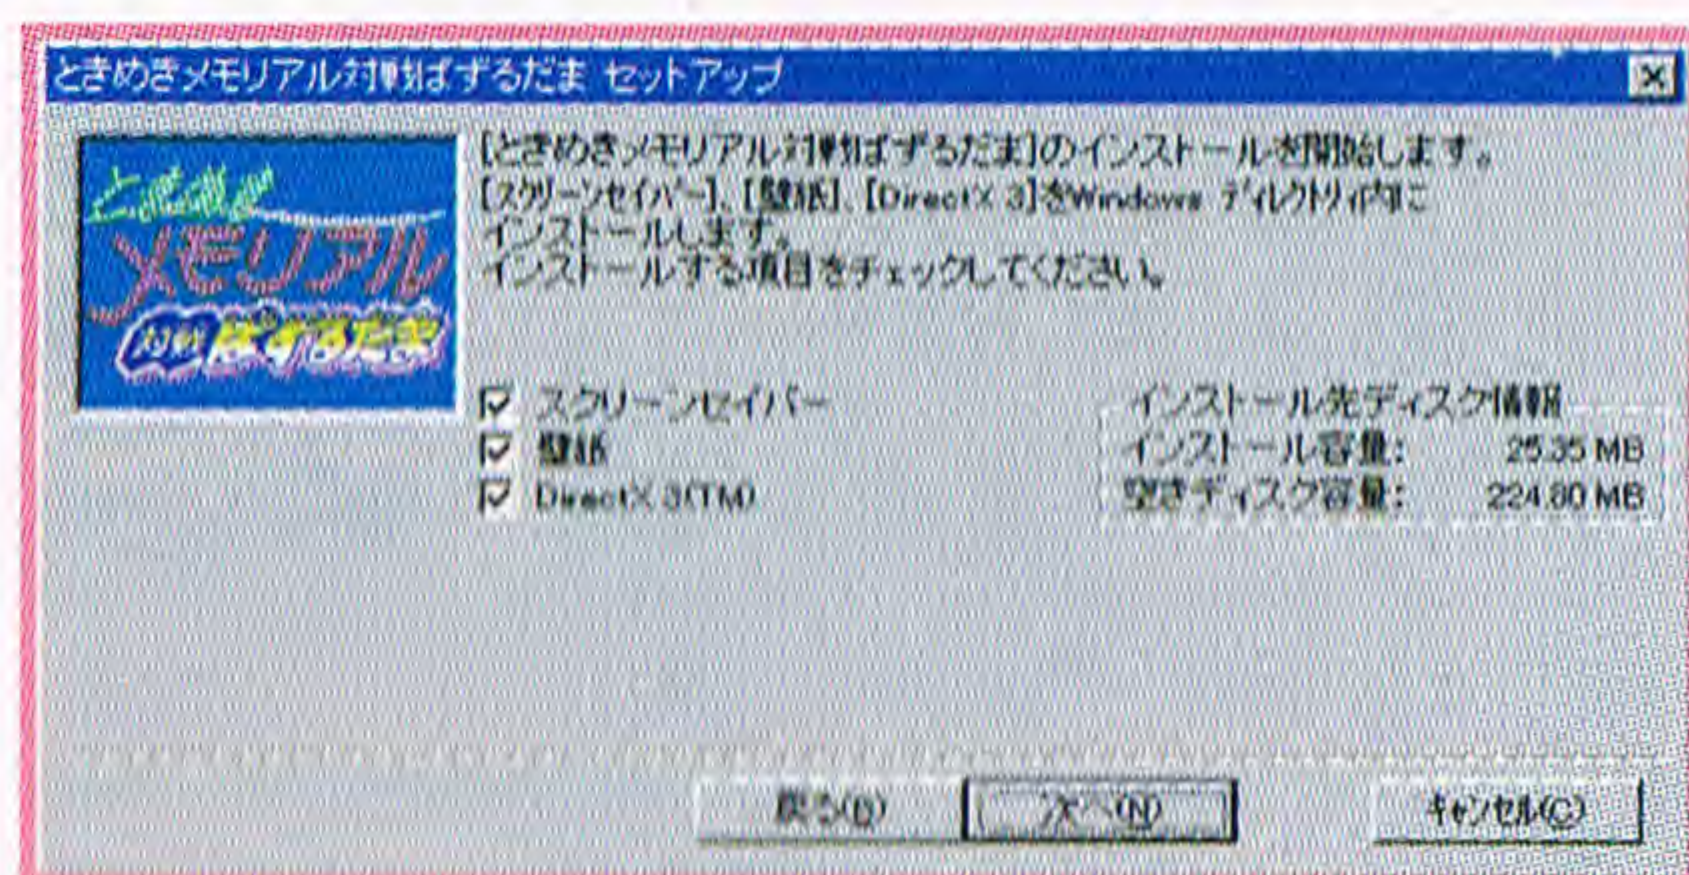 ときめきメモリアル対戦ぱずるだま セットアップ
ときめき
メモリアル
対戦ぱずるだま
[ときめきメモリアル対戦ぱずるだま]のインストールを開始します。
[スクリーンセイバー]、[壁紙]、[DirectX 3]をWindows ディレクトリィ内に
インストールします。
インストールする項目をチェックしてください。
スクリーンセイバー
壁紙
DirectX 3(TM)
インストール先ディスク情報
インストール容量: 25.35 MB
空きディスク容量: 224.80 MB
戻る(B) 次へ(N) キャンセル(C)